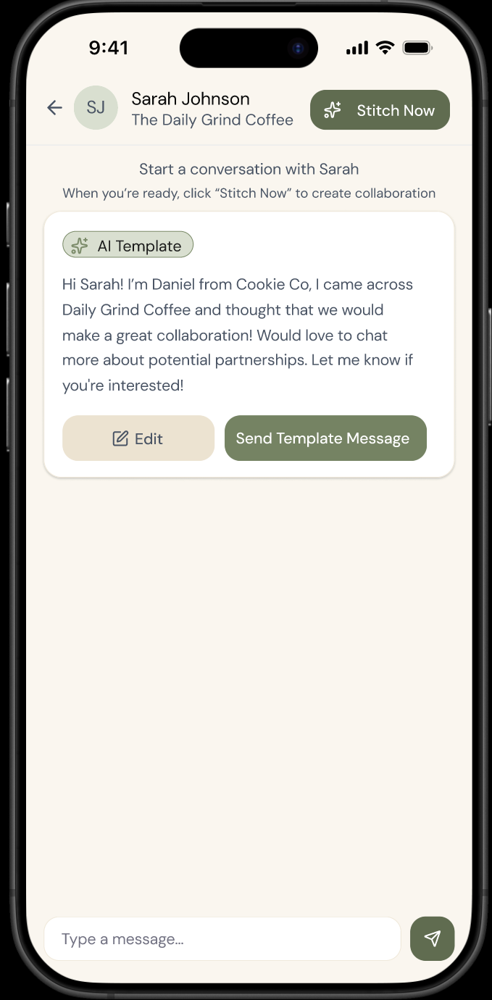 9:41
SJ
Sarah Johnson
The Daily Grind Coffee
Stitch Now
Start a conversation with Sarah
When you’re ready, click “Stitch Now” to create collaboration
AI Template
Hi Sarah! I’m Daniel from Cookie Co, I came across
Daily Grind Coffee and thought that we would
make a great collaboration! Would love to chat
more about potential partnerships. Let me know if
you're interested!
Edit
Send Template Message
Type a message...